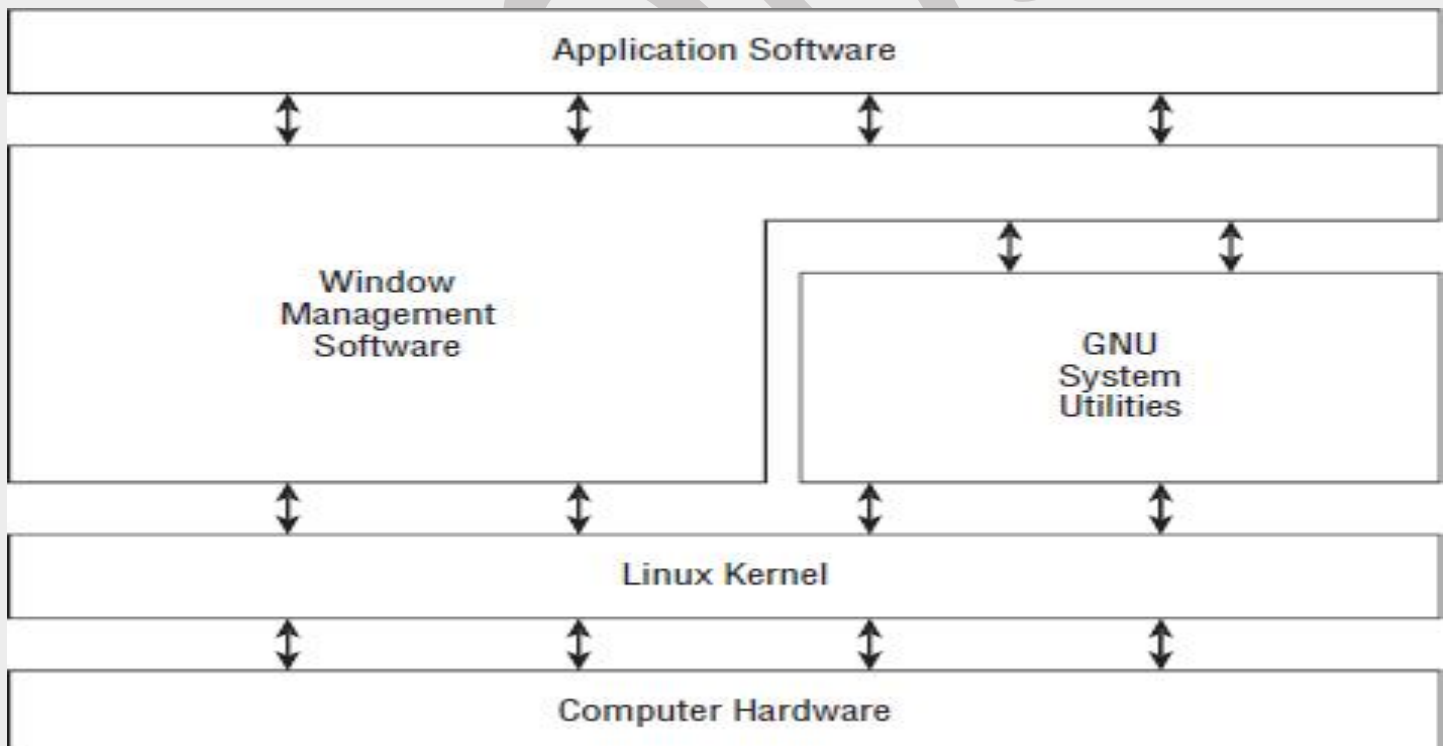 Application Software
Window
Management
Software
GNU
System
Utilities
Linux Kernel
Computer Hardware